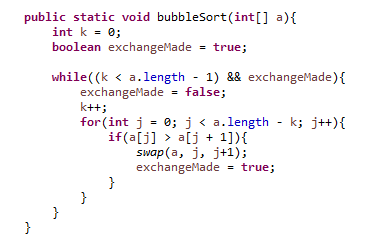 public static void bubbleSort(int[] a){
    int k = 0;
    boolean exchangeMade = true;

    while((k < a.length - 1) && exchangeMade){
        exchangeMade = false;
        k++;
        for(int j = 0; j < a.length - k; j++){
            if(a[j] > a[j + 1]){
                swap(a, j, j+1);
                exchangeMade = true;
            }
        }
    }
}